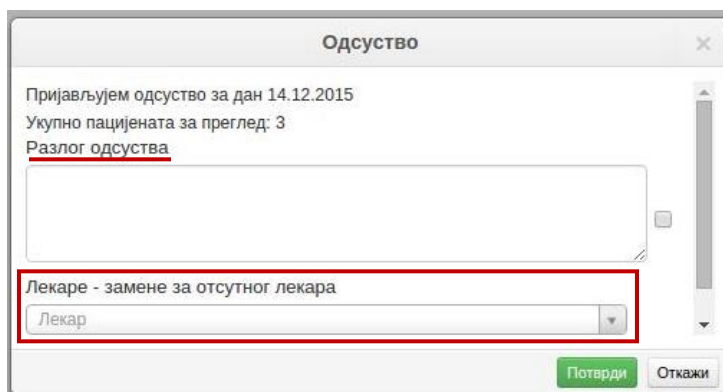 Одсуство
Пријављујем одсуство за дан 14.12.2015
Укупно пацијената за преглед: 3
Разлог одсуства
Лекаре - замене за отсутног лекара
Лекар
Потврди Откажи